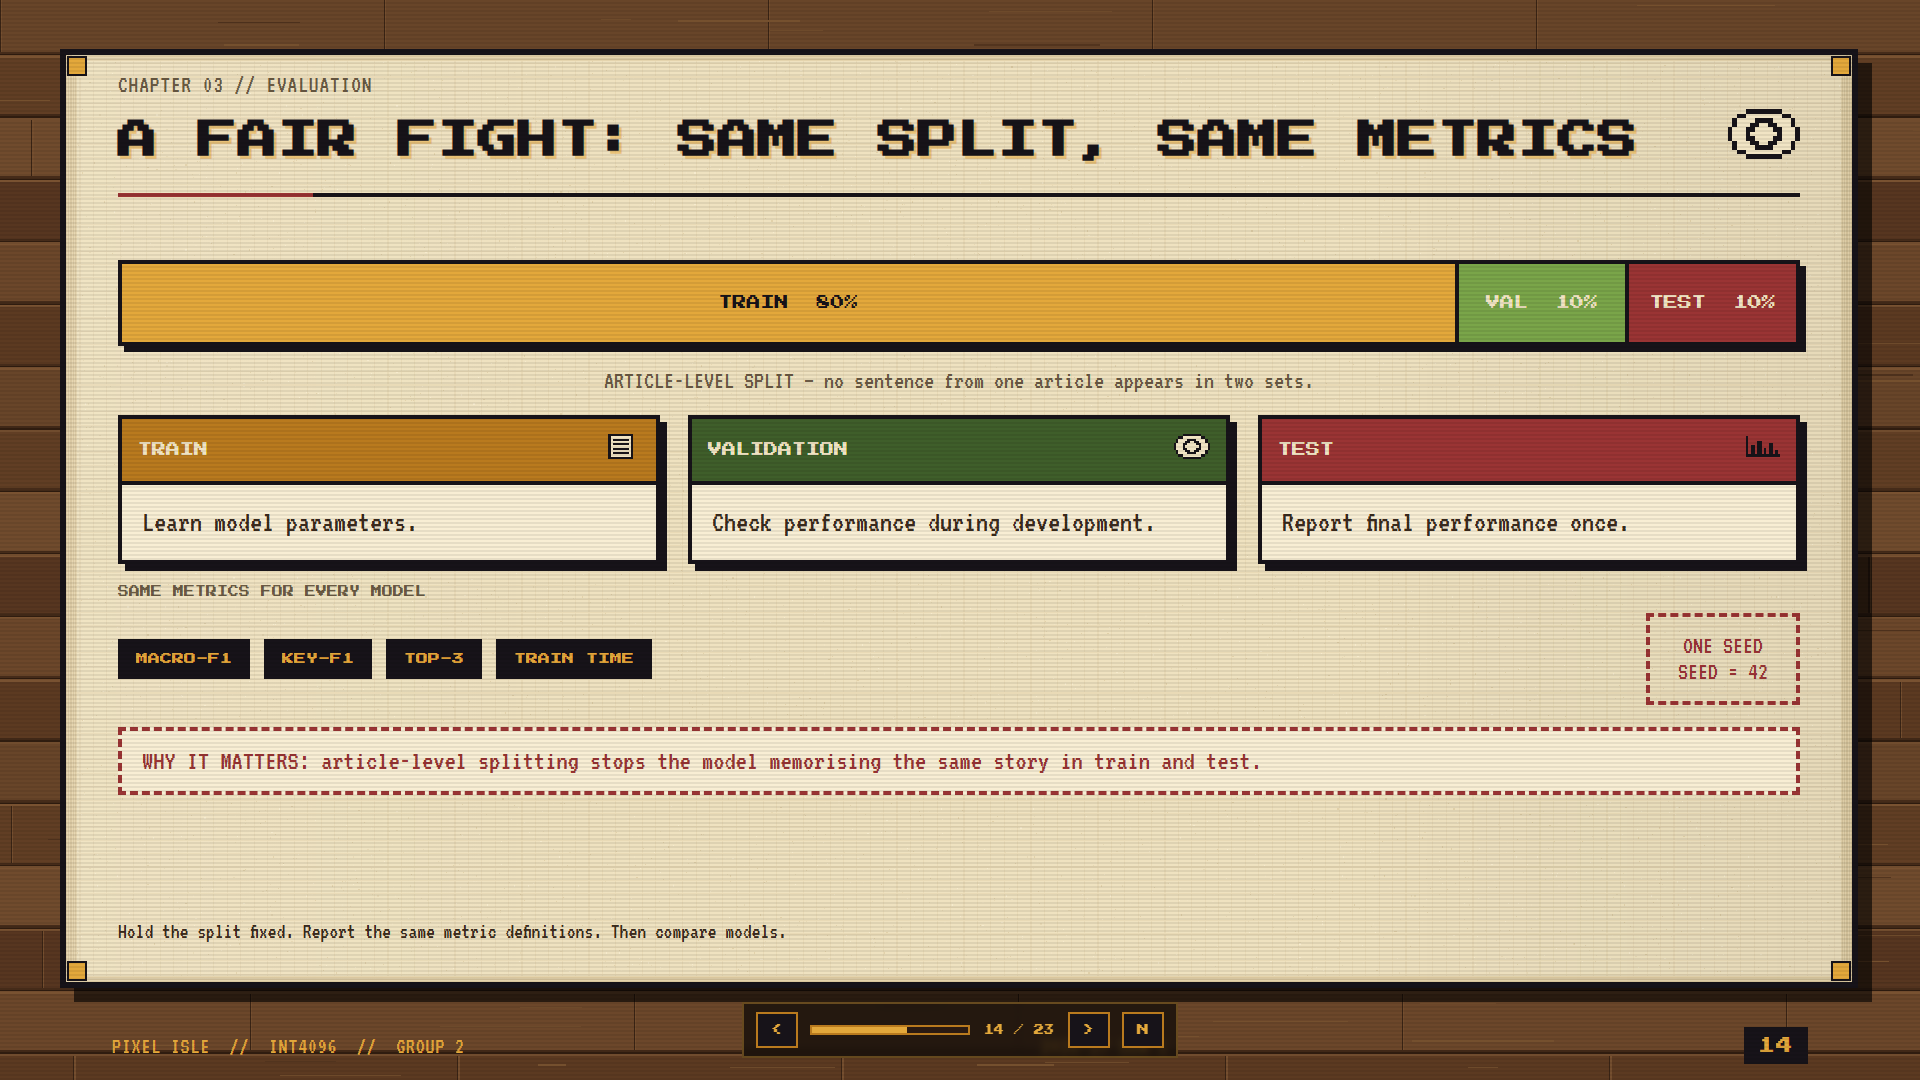 CHAPTER 03 // EVALUATION
A FAIR FIGHT: SAME SPLIT, SAME METRICS
TRAIN 80%
VAL 10%
TEST 10%
ARTICLE-LEVEL SPLIT – no sentence from one article appears in two sets.
TRAIN
Learn model parameters.
VALIDATION
Check performance during development.
TEST
Report final performance once.
SAME METRICS FOR EVERY MODEL
MACRO-F1
KEY-F1
TOP-3
TRAIN TIME
ONE SEED
SEED = 42
WHY IT MATTERS: article-level splitting stops the model memorising the same story in train and test.
Hold the split fixed. Report the same metric definitions. Then compare models.
PIXEL ISLE // INT4096 // GROUP 2
< 14 / 23 > N
14